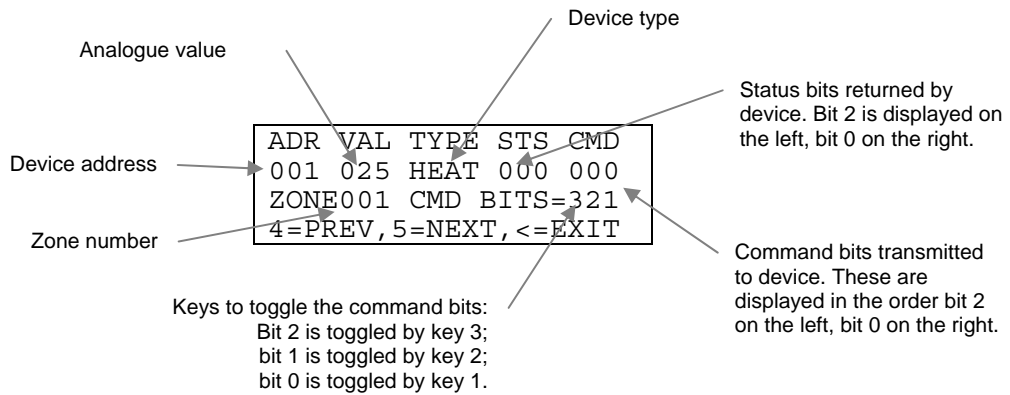 Device type
Analogue value
Status bits returned by
device. Bit 2 is displayed on
the left, bit 0 on the right.
ADR VAL TYPE STS CMD
001 025 HEAT 000 000
ZONE001 CMD BITS=321
4=PREV,5=NEXT,<=EXIT
Device address
Zone number
Command bits transmitted
to device. These are
displayed in the order bit 2
on the left, bit 0 on the right.
Keys to toggle the command bits:
Bit 2 is toggled by key 3;
bit 1 is toggled by key 2;
bit 0 is toggled by key 1.